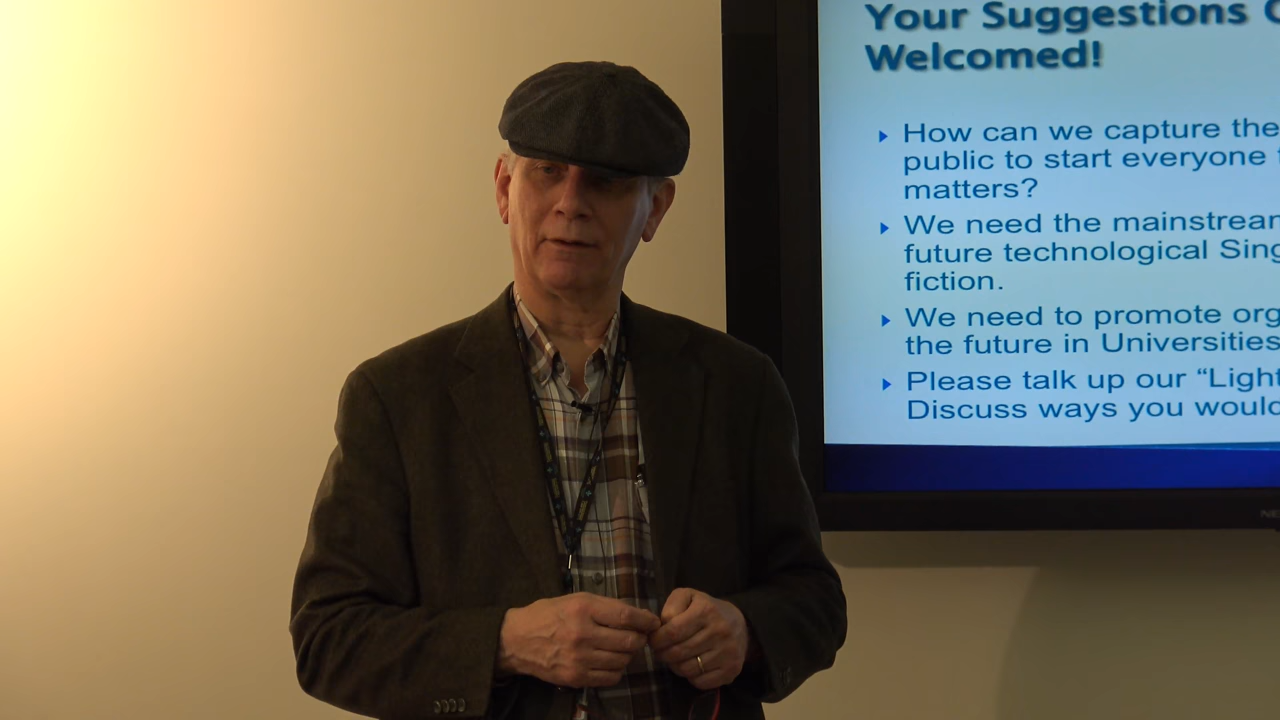 Your Suggestions
Welcomed!
How can we capture the
public to start everyone
matters?
We need the mainstream
future technological Sing
fiction.
We need to promote org
the future in Universities
Please talk up our “Light
Discuss ways you would